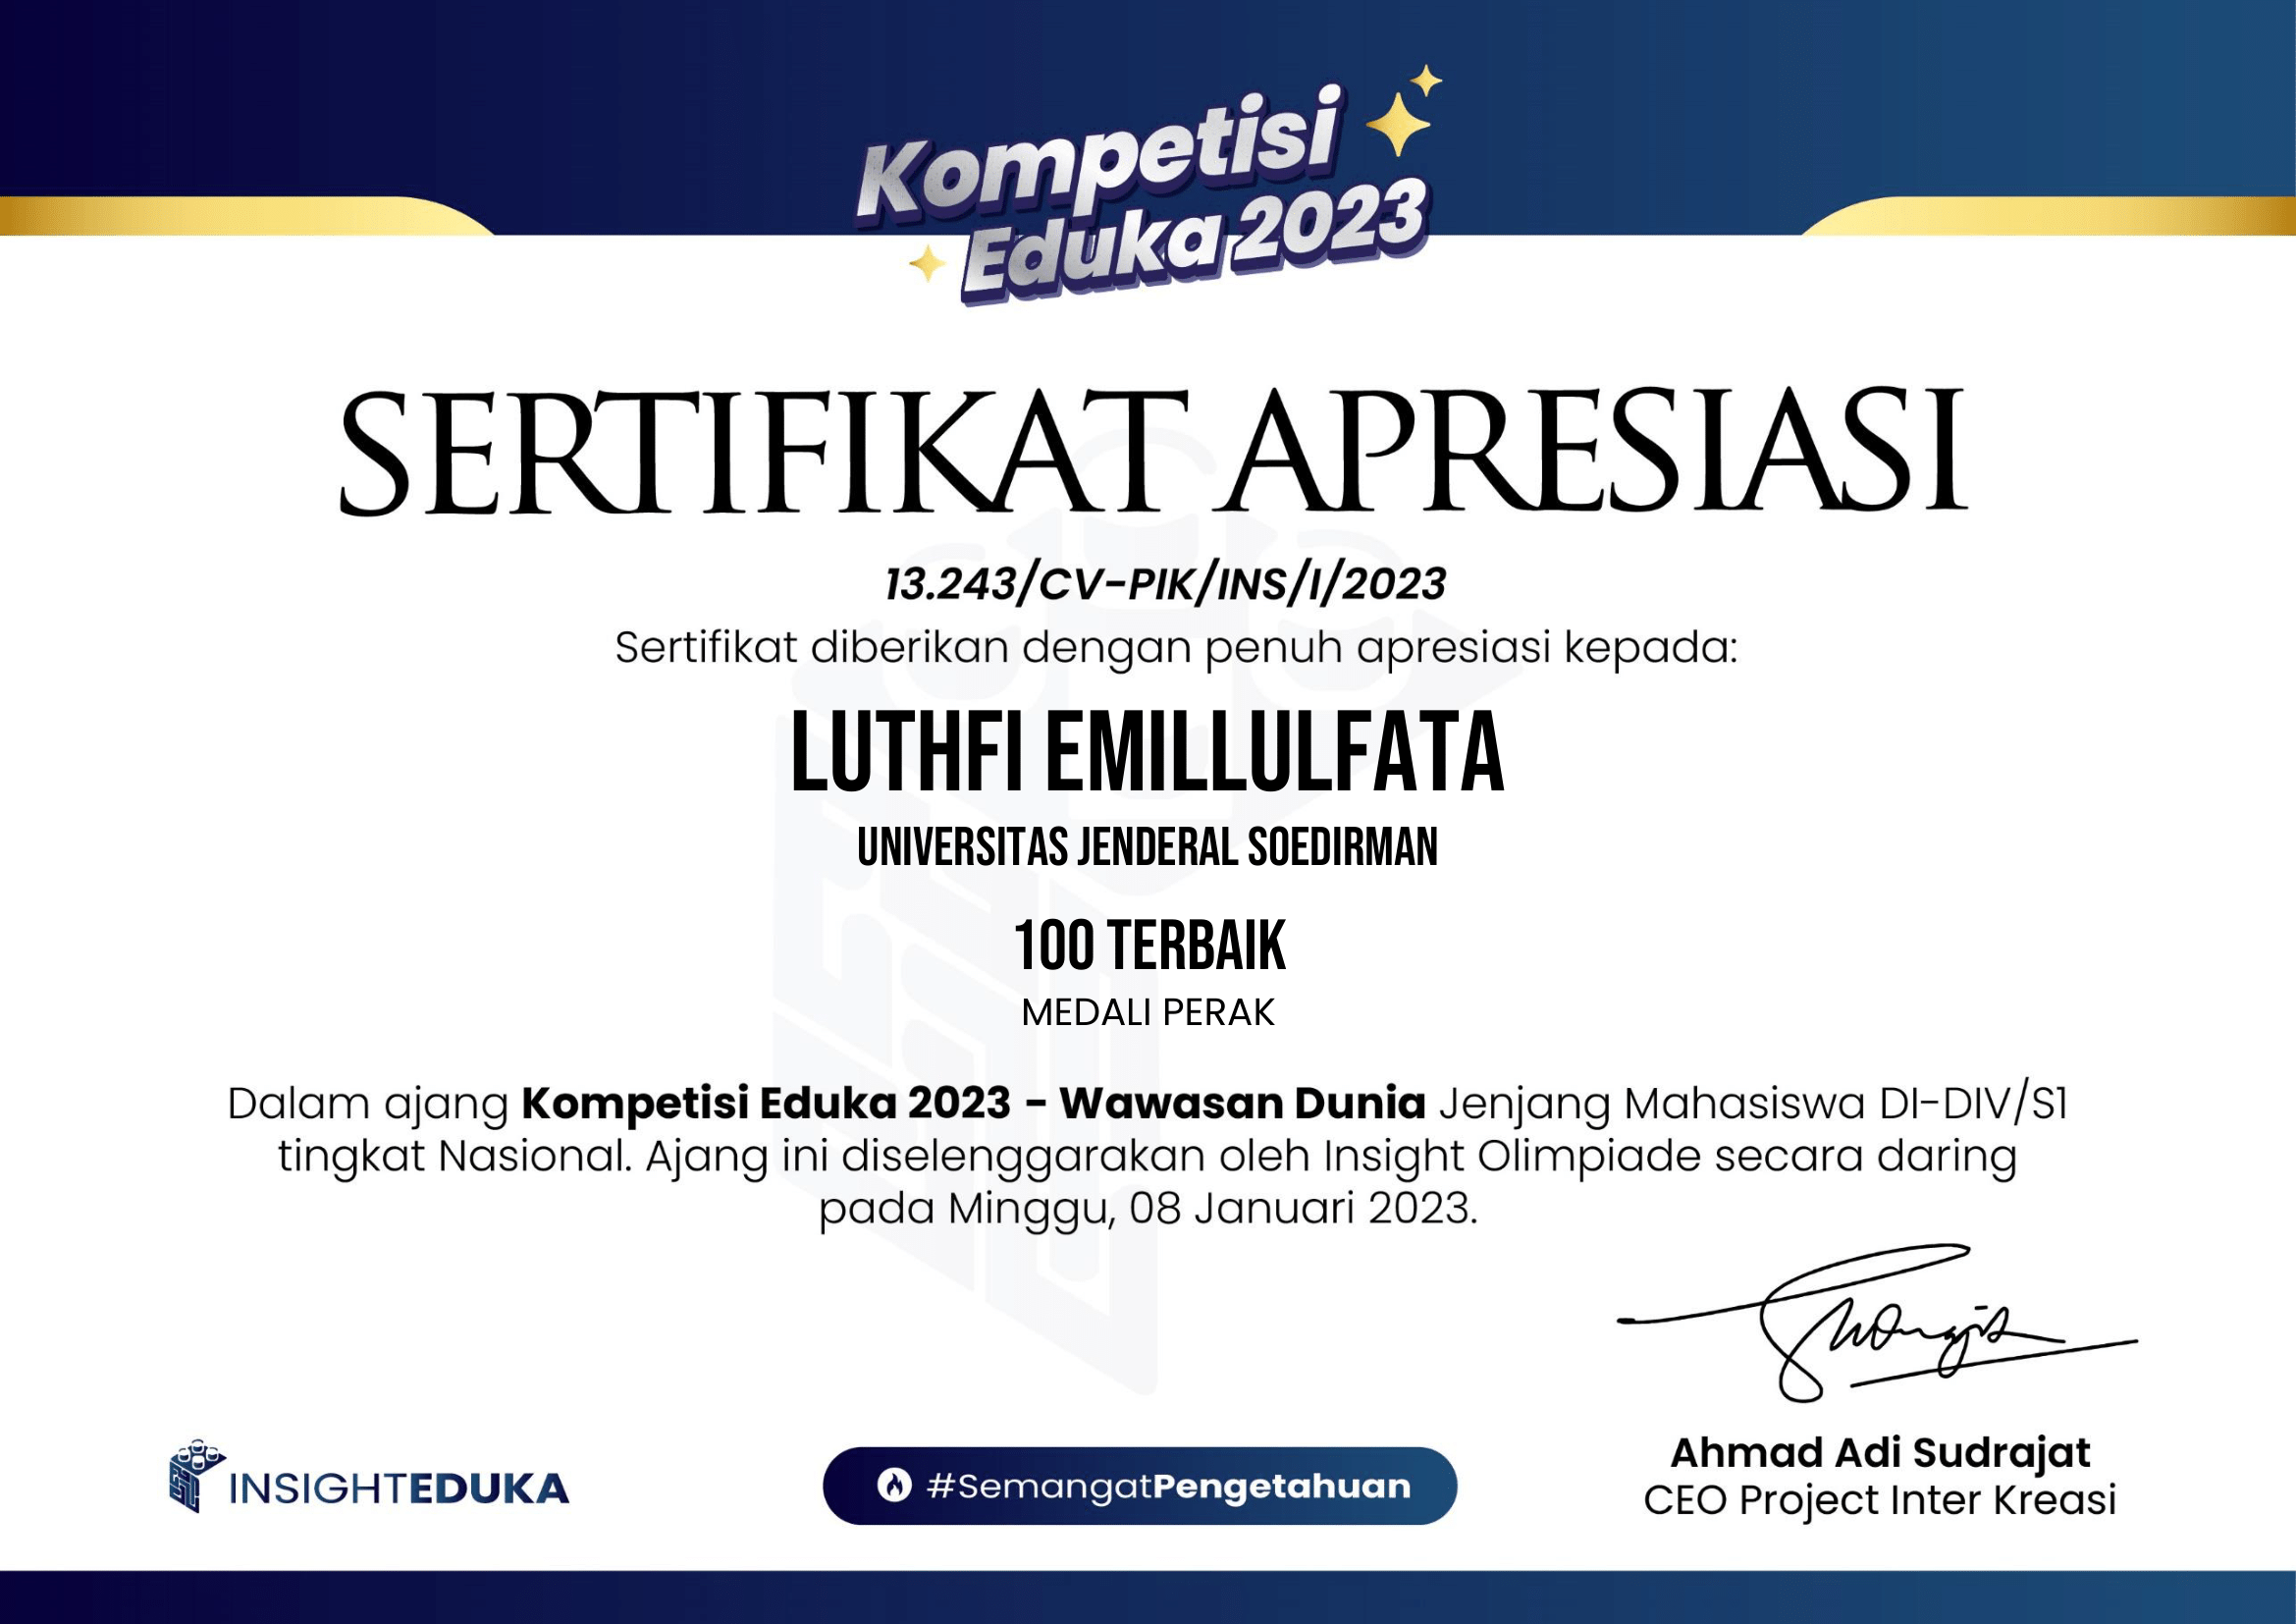 Kompetisi
Eduka 2023
SERTIFIKAT APRESIASI
13.243/CV-PIK/INS/I/2023
Sertifikat diberikan dengan penuh apresiasi kepada:
LUTHFI EMILLULFATA
UNIVERSITAS JENDERAL SOEDIRMAN
100 TERBAIK
MEDALI PERAK
Dalam ajang Kompetisi Eduka 2023 - Wawasan Dunia Jenjang Mahasiswa DI-DIV/S1
tingkat Nasional. Ajang ini diselenggarakan oleh Insight Olimpiade secara daring
pada Minggu, 08 Januari 2023.
Ahmad Adi Sudrajat
CEO Project Inter Kreasi
INSIGHTEDUKA
#SemangatPengetahuan